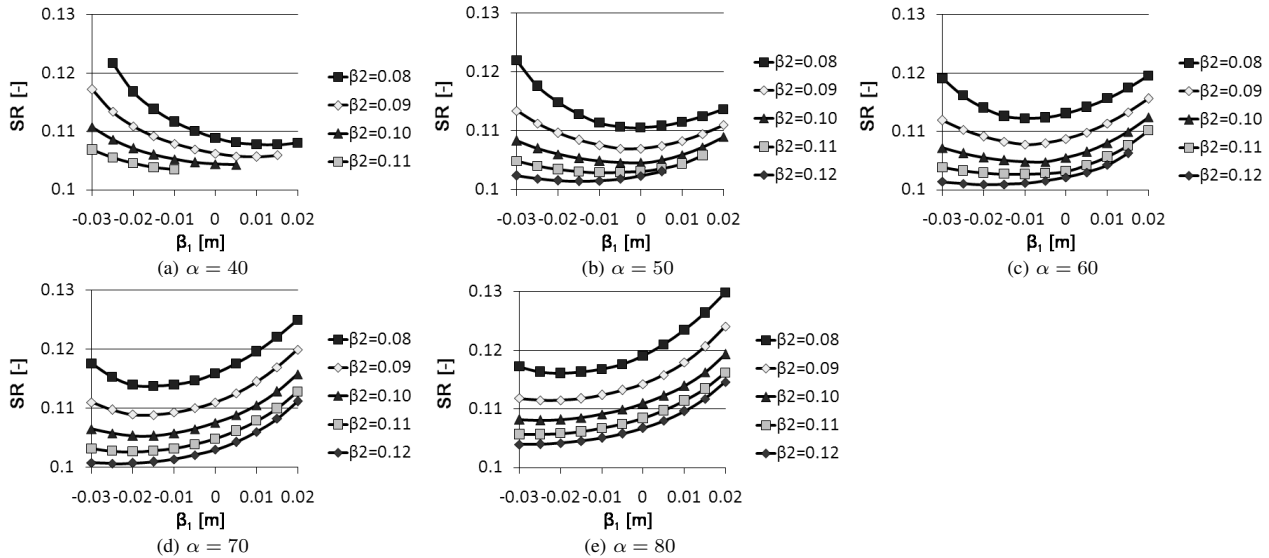 0.13
0.12
0.11
0.1
SR [-]
-0.03 -0.02 -0.01 0 0.01 0.02
β₁ [m]
β2=0.08
β2=0.09
β2=0.10
β2=0.11
(a) α = 40
0.13
0.12
0.11
0.1
SR [-]
-0.03 -0.02 -0.01 0 0.01 0.02
β₁ [m]
β2=0.08
β2=0.09
β2=0.10
β2=0.11
β2=0.12
(b) α = 50
0.13
0.12
0.11
0.1
SR [-]
-0.03 -0.02 -0.01 0 0.01 0.02
β₁ [m]
β2=0.08
β2=0.09
β2=0.10
β2=0.11
β2=0.12
(c) α = 60
0.13
0.12
0.11
0.1
SR [-]
-0.03 -0.02 -0.01 0 0.01 0.02
β₁ [m]
β2=0.08
β2=0.09
β2=0.10
β2=0.11
β2=0.12
(d) α = 70
0.13
0.12
0.11
0.1
SR [-]
-0.03 -0.02 -0.01 0 0.01 0.02
β₁ [m]
β2=0.08
β2=0.09
β2=0.10
β2=0.11
β2=0.12
(e) α = 80